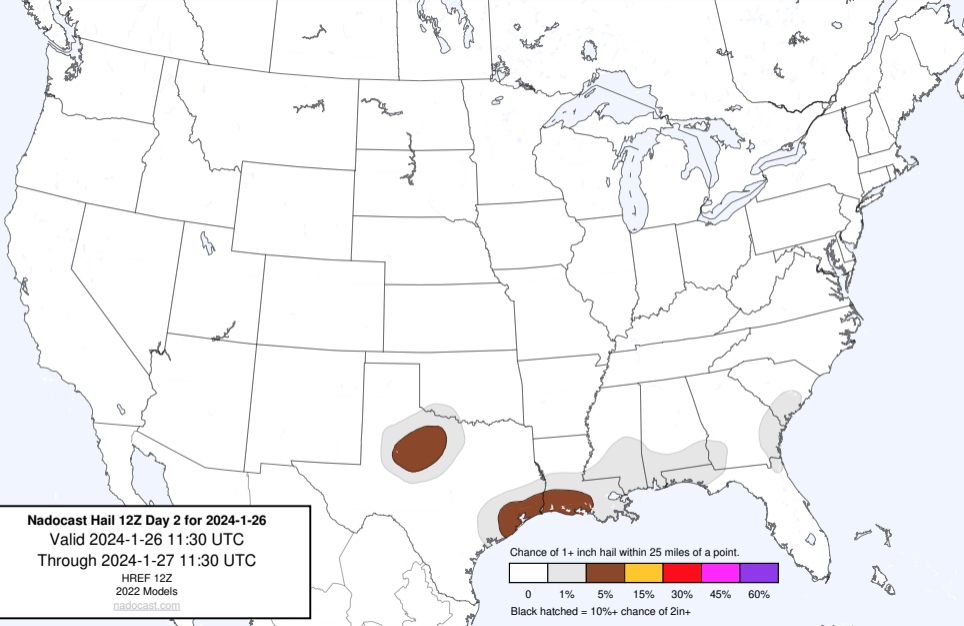 Nadocast Hail 12Z Day 2 for 2024-1-26
Valid 2024-1-26 11:30 UTC
Through 2024-1-27 11:30 UTC
HREF 12Z
2022 Models
nadocast.com
Chance of 1+ inch hail within 25 miles of a point.
0 1% 5% 15% 30% 45% 60%
Black hatched = 10%+ chance of 2in+